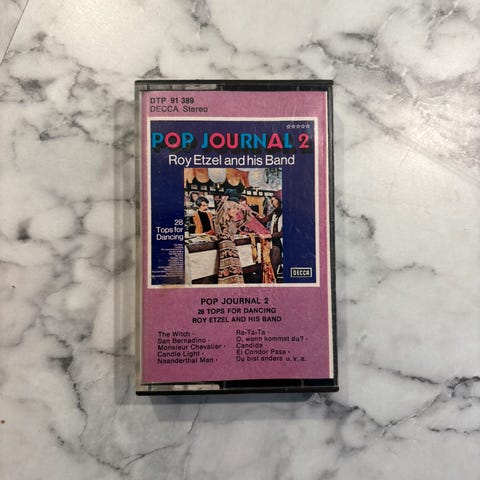 DTP 91 389
DECCA Stereo
☆☆☆☆☆
POP JOURNAL 2
Roy Etzel and his Band
28
Tops for
Dancing
DECCA
POP JOURNAL 2
28 TOPS FOR DANCING
ROY ETZEL AND HIS BAND
The Witch ·
San Bernadino ·
Monsieur Chevalier ·
Candle Light ·
Neanderthal Man ·
Ra-Ta-Ta ·
O, wann kommst du? ·
Candida ·
El Condor Pasa ·
Du bist anders u. v. a.